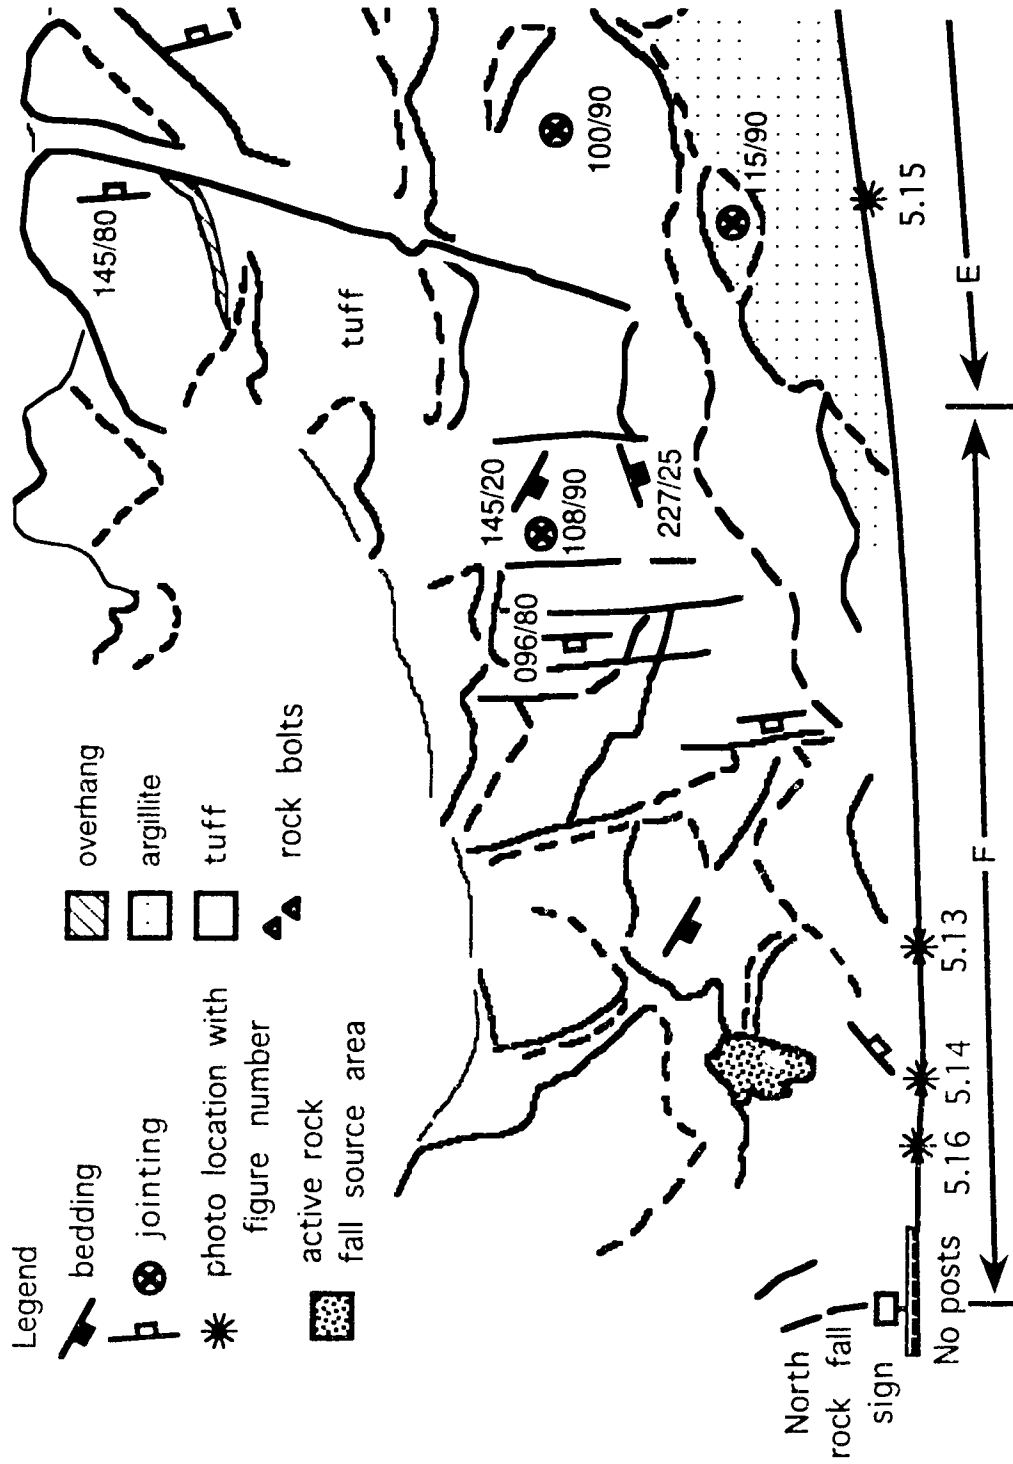 Legend
bedding
jointing
photo location with
figure number
active rock
fall source area
overhang
argillite
tuff
rock bolts
145/80
tuff
100/90
115/90
145/20
108/90
227/25
096/80
5.15
5.13
5.14
5.16
E
F
North
rock fall
sign
No posts